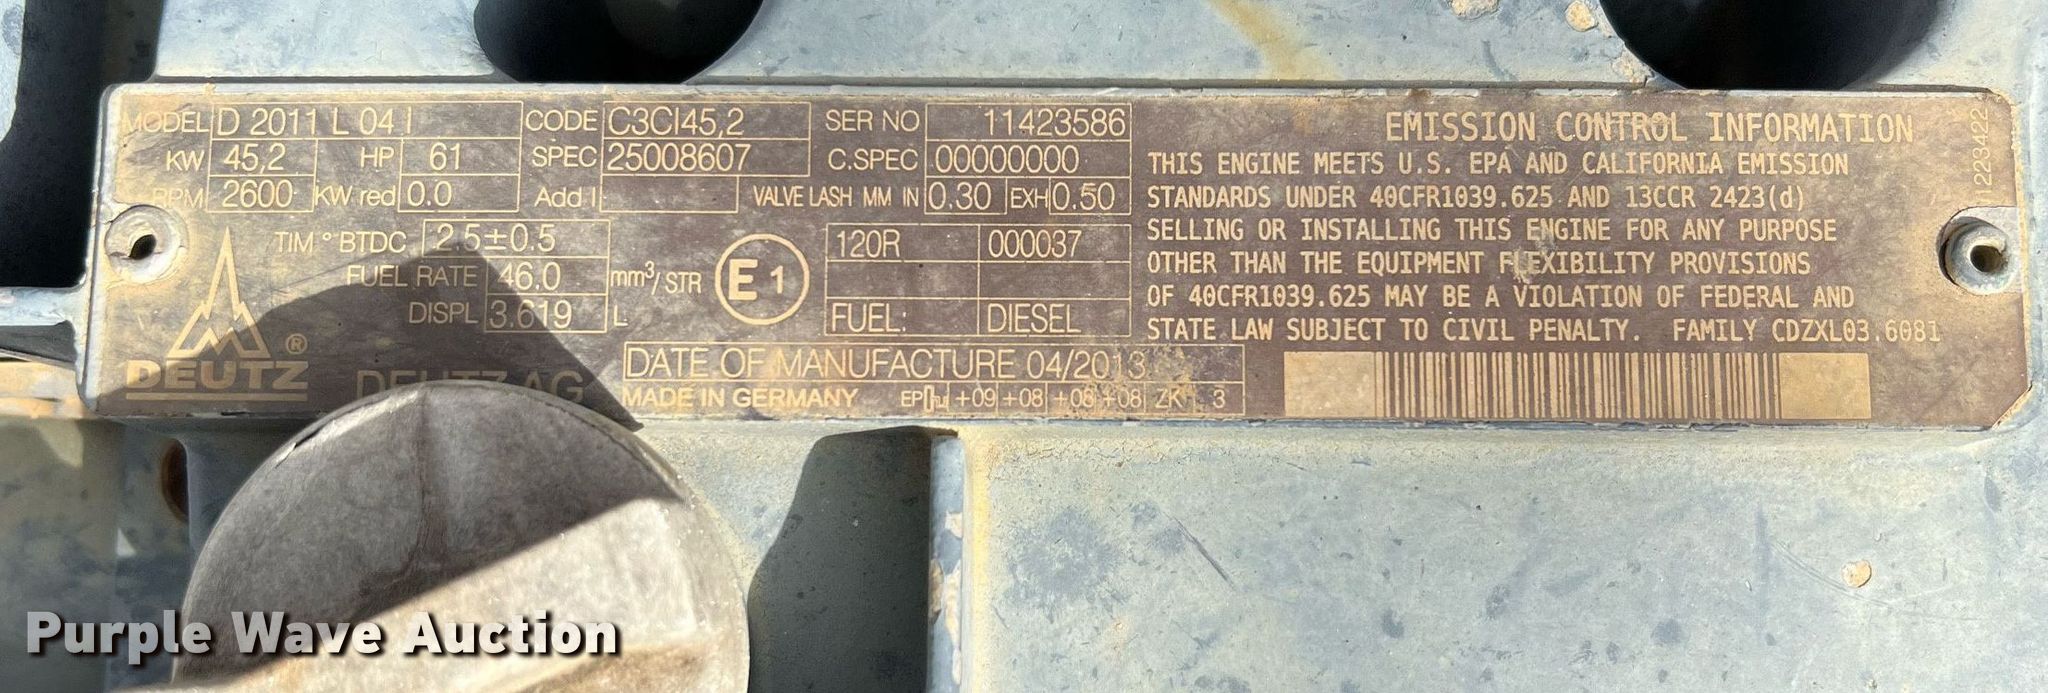 MODEL D 2011 L 04 I CODE C3CI45,2 SER NO 11423586
KW 45,2 HP 61 SPEC 25008607 C.SPEC 00000000
RPM 2600 KW red 0.0 Add I VALVE LASH MM IN 0.30 EXH 0.50
TIM ° BTDC 2.5±0.5
FUEL RATE 46.0 mm³/STR
DISPL 3.619 L
E1
120R 000037
FUEL: DIESEL
DEUTZ ®
DEUTZ AG
DATE OF MANUFACTURE 04/2013
MADE IN GERMANY EP +09 +08 +08 +08 ZK 3
EMISSION CONTROL INFORMATION
THIS ENGINE MEETS U.S. EPA AND CALIFORNIA EMISSION
STANDARDS UNDER 40CFR1039.625 AND 13CCR 2423(d)
SELLING OR INSTALLING THIS ENGINE FOR ANY PURPOSE
OTHER THAN THE EQUIPMENT FLEXIBILITY PROVISIONS
OF 40CFR1039.625 MAY BE A VIOLATION OF FEDERAL AND
STATE LAW SUBJECT TO CIVIL PENALTY. FAMILY CDZXL03.6081
1223422
Purple Wave Auction